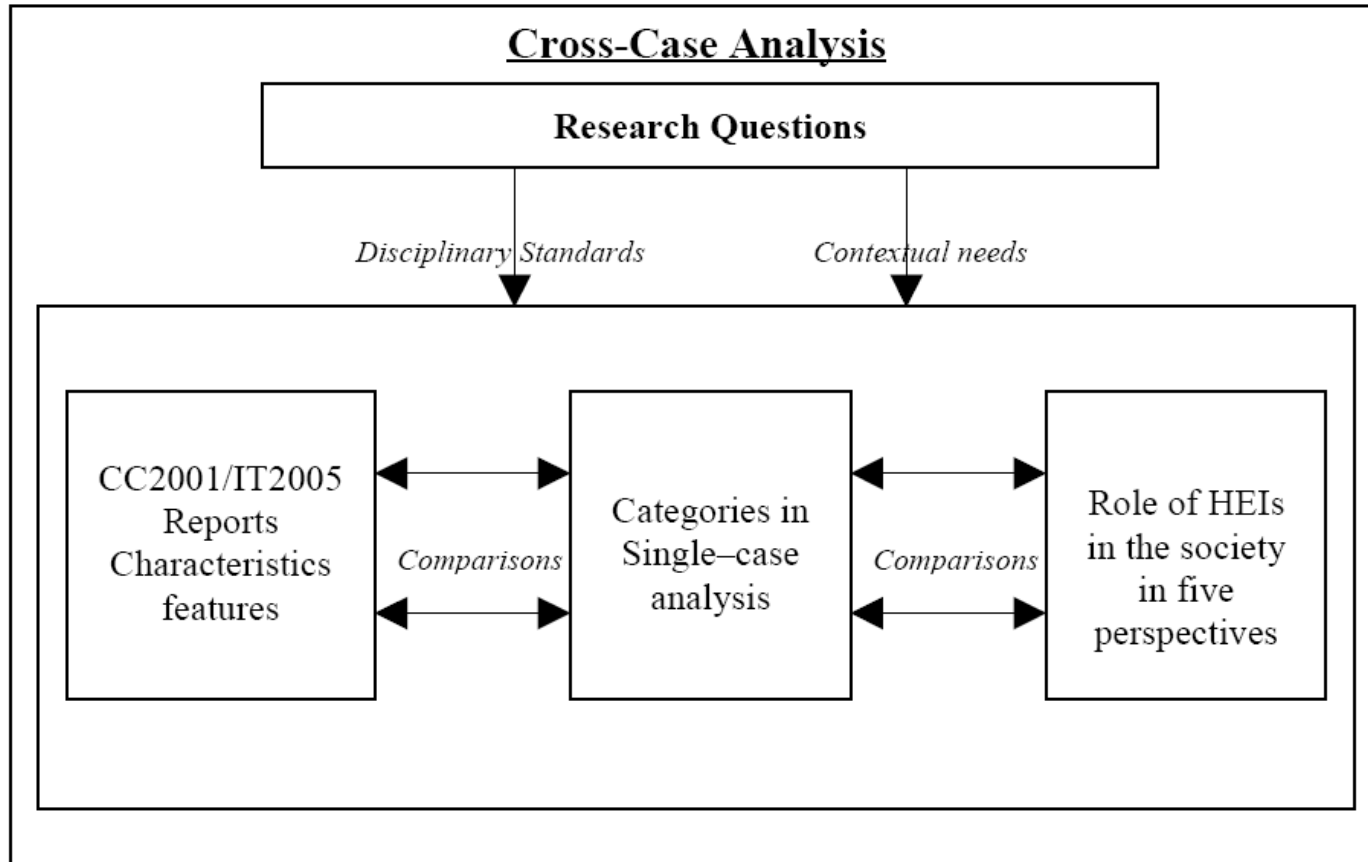 Cross-Case Analysis
Research Questions
Disciplinary Standards
Contextual needs
CC2001/IT2005
Reports
Characteristics
features
Comparisons
Categories in
Single–case
analysis
Comparisons
Role of HEIs
in the society
in five
perspectives